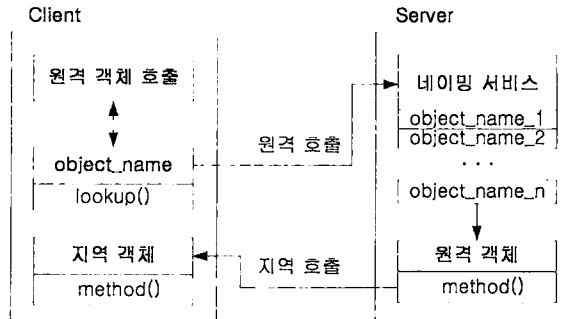 Client
Server
원격 객체 호출
object_name
lookup()
지역 객체
method()
원격 호출
지역 호출
네이밍 서비스
object_name_1
object_name_2
...
object_name_n
원격 객체
method()